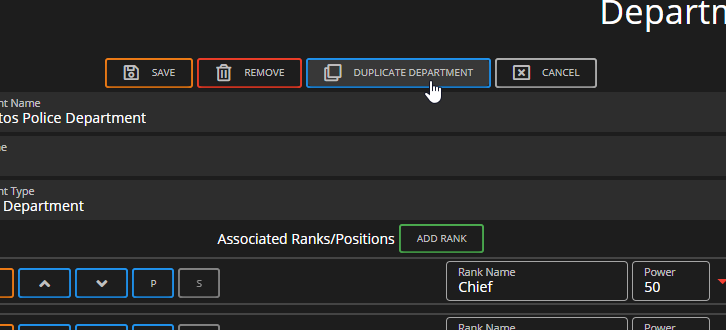 Departm
SAVE REMOVE DUPLICATE DEPARTMENT CANCEL
nt Name
tos Police Department
ne
nt Type
Department
Associated Ranks/Positions ADD RANK
P S
Rank Name Power
Chief 50
Rank Name Power